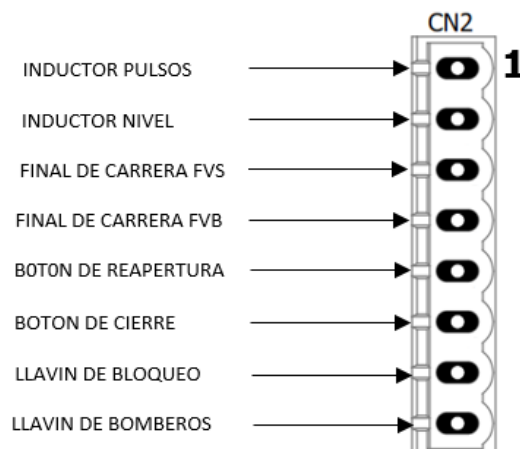 CN2
INDUCTOR PULSOS
1
INDUCTOR NIVEL
FINAL DE CARRERA FVS
FINAL DE CARRERA FVB
B0T0N DE REAPERTURA
BOTON DE CIERRE
LLAVIN DE BLOQUEO
LLAVIN DE BOMBEROS